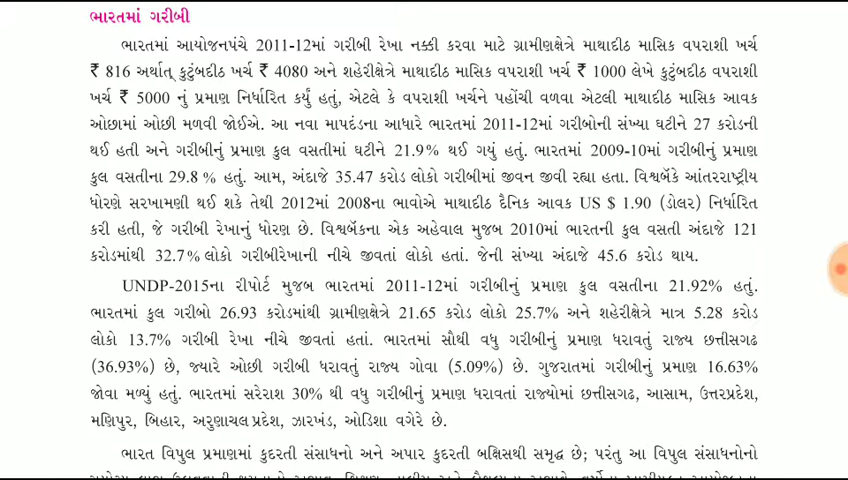 ભારતમાં ગરીબી
ભારતમાં આયોજનપંચે 2011-12માં ગરીબી રેખા નક્કી કરવા માટે ગ્રામીણક્ષેત્રે માથાદીઠ માસિક વપરાશી ખર્ચ
₹ 816 અર્થાત્ કુટુંબદીઠ ખર્ચ ₹ 4080 અને શહેરીક્ષેત્રે માથાદીઠ માસિક વપરાશી ખર્ચ ₹ 1000 લેખે કુટુંબદીઠ વપરાશી
ખર્ચ ₹ 5000 નું પ્રમાણ નિર્ધારિત કર્યું હતું, એટલે કે વપરાશી ખર્ચને પહોંચી વળવા એટલી માથાદીઠ માસિક આવક
ઓછામાં ઓછી મળવી જોઈએ. આ નવા માપદંડના આધારે ભારતમાં 2011-12માં ગરીબોની સંખ્યા ઘટીને 27 કરોડની
થઈ હતી અને ગરીબીનું પ્રમાણ કુલ વસતીમાં ઘટીને 21.9% થઈ ગયું હતું. ભારતમાં 2009-10માં ગરીબીનું પ્રમાણ
કુલ વસતીના 29.8 % હતું. આમ, અંદાજે 35.47 કરોડ લોકો ગરીબીમાં જીવન જીવી રહ્યા હતા. વિશ્વબૅંકે આંતરરાષ્ટ્રીય
ધોરણે સરખામણી થઈ શકે તેથી 2012માં 2008ના ભાવોએ માથાદીઠ દૈનિક આવક US $ 1.90 (ડોલર) નિર્ધારિત
કરી હતી, જે ગરીબી રેખાનું ધોરણ છે. વિશ્વબૅંકના એક અહેવાલ મુજબ 2010માં ભારતની કુલ વસતી અંદાજે 121
કરોડમાંથી 32.7% લોકો ગરીબીરેખાની નીચે જીવતાં લોકો હતાં. જેની સંખ્યા અંદાજે 45.6 કરોડ થાય.
UNDP-2015ના રીપોર્ટ મુજબ ભારતમાં 2011-12માં ગરીબીનું પ્રમાણ કુલ વસતીના 21.92% હતું.
ભારતમાં કુલ ગરીબો 26.93 કરોડમાંથી ગ્રામીણક્ષેત્રે 21.65 કરોડ લોકો 25.7% અને શહેરીક્ષેત્રે માત્ર 5.28 કરોડ
લોકો 13.7% ગરીબી રેખા નીચે જીવતાં હતાં. ભારતમાં સૌથી વધુ ગરીબીનું પ્રમાણ ધરાવતું રાજ્ય છત્તીસગઢ
(36.93%) છે, જ્યારે ઓછી ગરીબી ધરાવતું રાજ્ય ગોવા (5.09%) છે. ગુજરાતમાં ગરીબીનું પ્રમાણ 16.63%
જોવા મળ્યું હતું. ભારતમાં સરેરાશ 30% થી વધુ ગરીબીનું પ્રમાણ ધરાવતાં રાજ્યોમાં છત્તીસગઢ, આસામ, ઉત્તરપ્રદેશ,
મણિપુર, બિહાર, અરુણાચલ પ્રદેશ, ઝારખંડ, ઓડિશા વગેરે છે.
ભારત વિપુલ પ્રમાણમાં કુદરતી સંસાધનો અને અપાર કુદરતી બક્ષિસથી સમૃદ્ધ છે; પરંતુ આ વિપુલ સંસાધનોનો